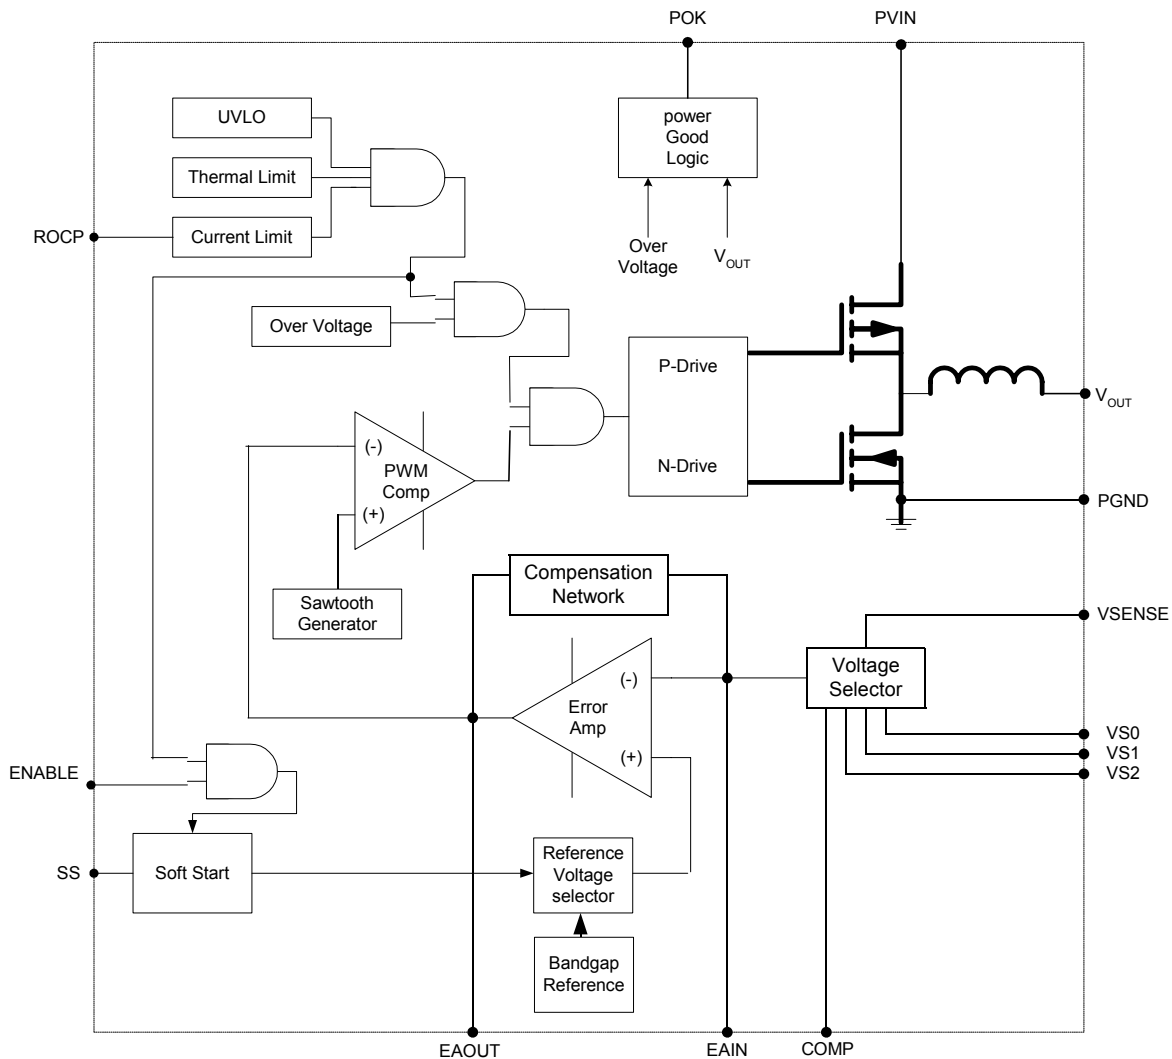 POK
PVIN
UVLO
power
Good
Logic
Thermal Limit
ROCP
Current Limit
Over
Voltage
VOUT
Over Voltage
P-Drive
VOUT
(-)
PWM
Comp
(+)
N-Drive
PGND
Compensation
Network
Sawtooth
Generator
VSENSE
Voltage
Selector
(-)
Error
Amp
(+)
VS0
VS1
VS2
ENABLE
SS
Soft Start
Reference
Voltage
selector
Bandgap
Reference
EAOUT
EAIN
COMP